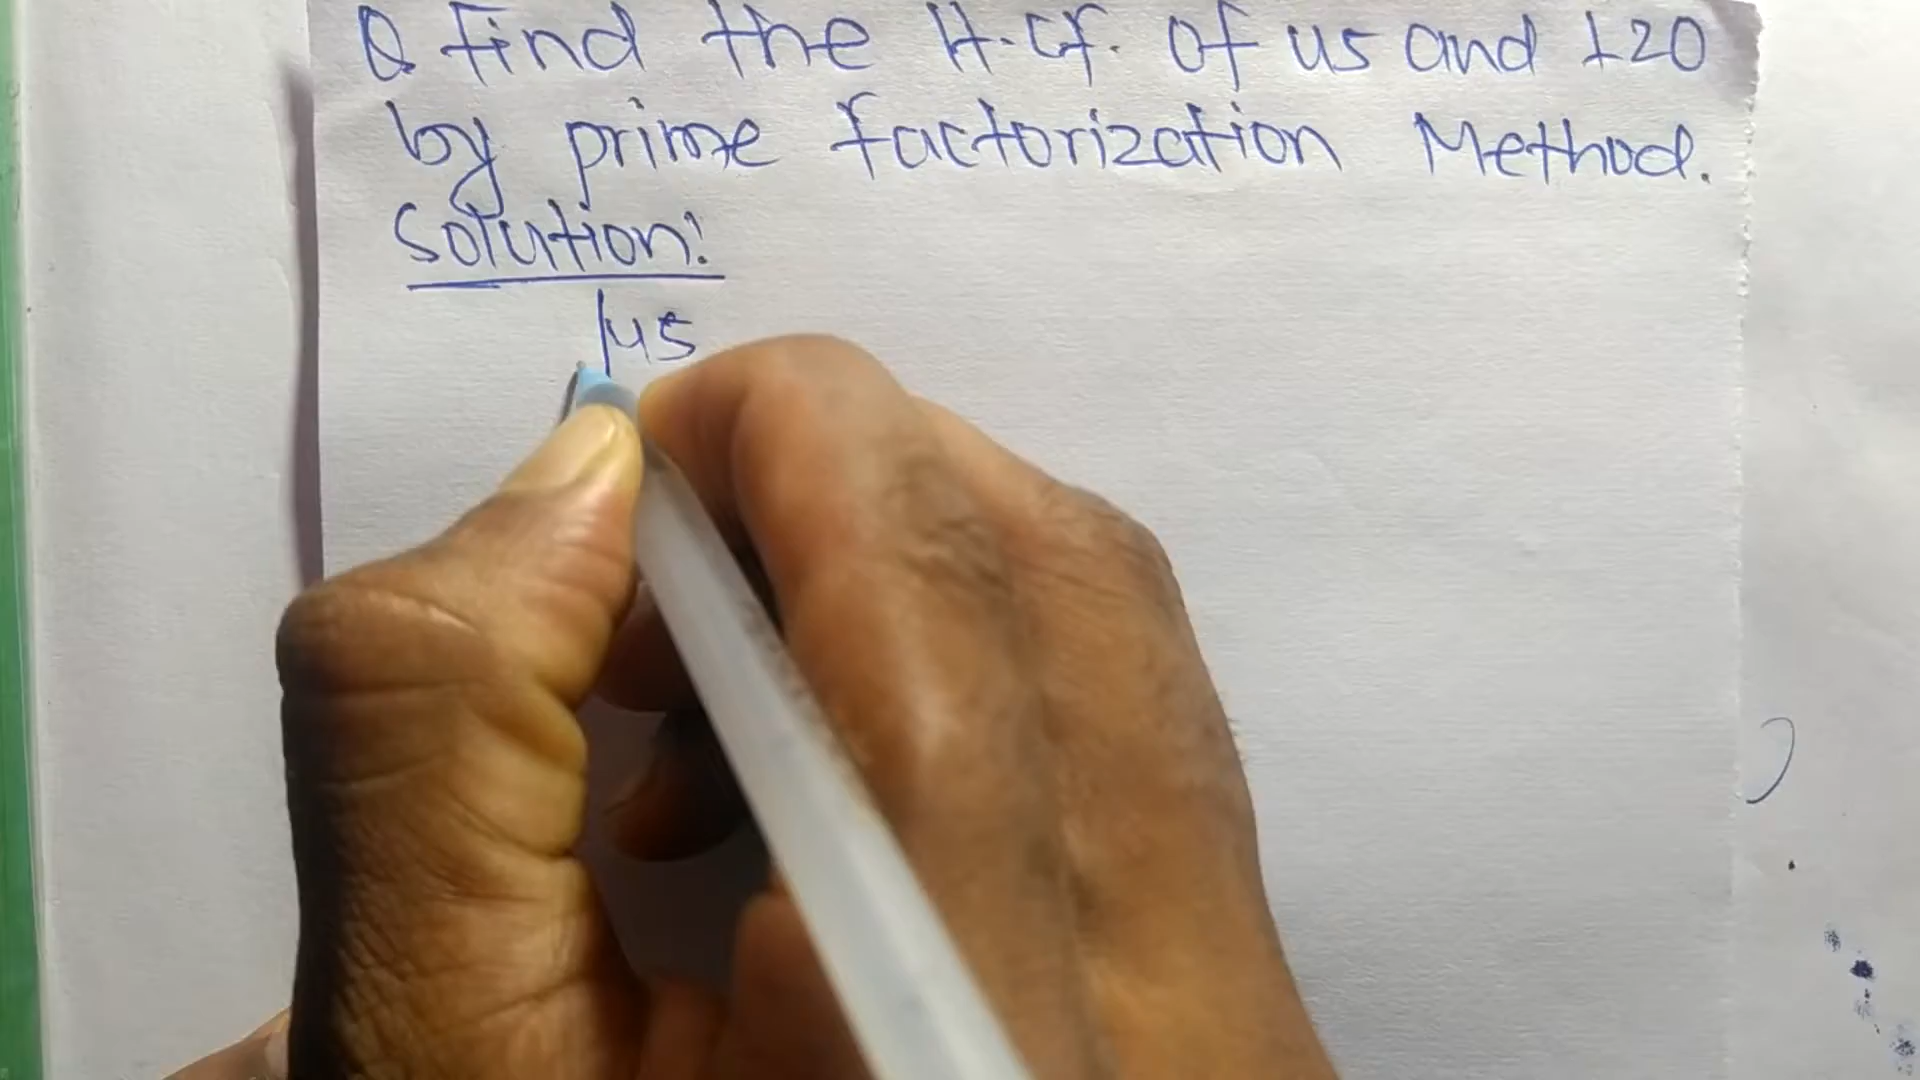 Q Find the H.C.F. of 45 and 120
by prime factorization Method.
Solution:
45